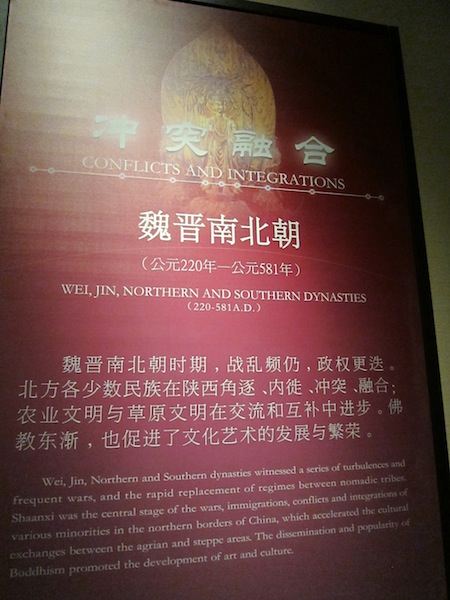 冲突融合
CONFLICTS AND INTEGRATIONS
魏晋南北朝
（公元220年—公元581年）
WEI, JIN, NORTHERN AND SOUTHERN DYNASTIES
（220-581A.D.）
魏晋南北朝时期，战乱频仍，政权更迭。
北方各少数民族在陕西角逐、内徙、冲突、融合；
农业文明与草原文明在交流和互补中进步。佛
教东渐，也促进了文化艺术的发展与繁荣。
Wei, Jin, Northern and Southern dynasties witnessed a series of turbulences and
frequent wars, and the rapid replacement of regimes between nomadic tribes.
Shaanxi was the central stage of the wars, immigrations, conflicts and integrations of
various minorities in the northern borders of China, which accelerated the cultural
exchanges between the agrian and steppe areas. The dissemination and popularity of
Boddhism promoted the development of art and culture.